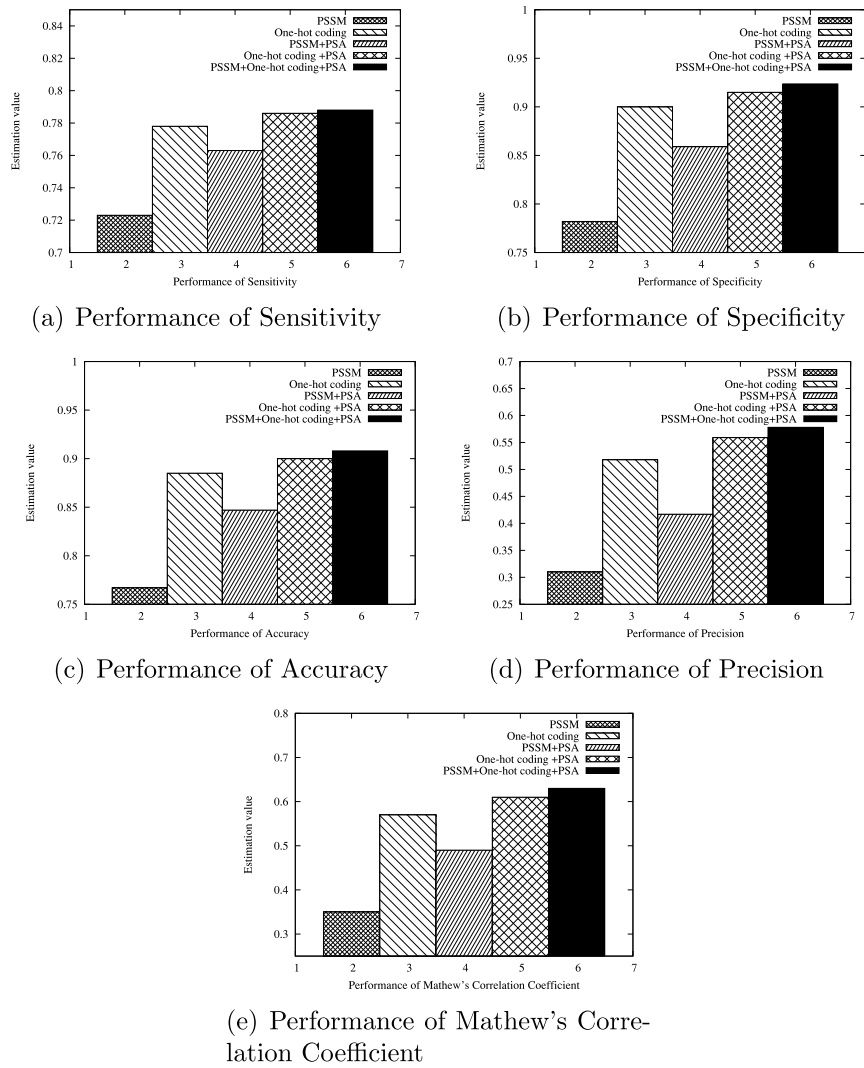 0.84
0.82
0.8
0.78
0.76
0.74
0.72
0.7
Estimation value
PSSM
One-hot coding
PSSM+PSA
One-hot coding +PSA
PSSM+One-hot coding+PSA
1 2 3 4 5 6 7
Performance of Sensitivity
(a) Performance of Sensitivity
1
0.95
0.9
0.85
0.8
0.75
Estimation value
PSSM
One-hot coding
PSSM+PSA
One-hot coding +PSA
PSSM+One-hot coding+PSA
1 2 3 4 5 6
Performance of Specificity
(b) Performance of Specificity
1
0.95
0.9
0.85
0.8
0.75
Estimation value
PSSM
One-hot coding
PSSM+PSA
One-hot coding +PSA
PSSM+One-hot coding+PSA
1 2 3 4 5 6 7
Performance of Accuracy
(c) Performance of Accuracy
0.7
0.65
0.6
0.55
0.5
0.45
0.4
0.35
0.3
0.25
Estimation value
PSSM
One-hot coding
PSSM+PSA
One-hot coding +PSA
PSSM+One-hot coding+PSA
1 2 3 4 5 6 7
Performance of Precision
(d) Performance of Precision
0.8
0.7
0.6
0.5
0.4
0.3
Estimation value
PSSM
One-hot coding
PSSM+PSA
One-hot coding +PSA
PSSM+One-hot coding+PSA
1 2 3 4 5 6 7
Performance of Mathew's Correlation Coefficient
(e) Performance of Mathew's Corre-
lation Coefficient